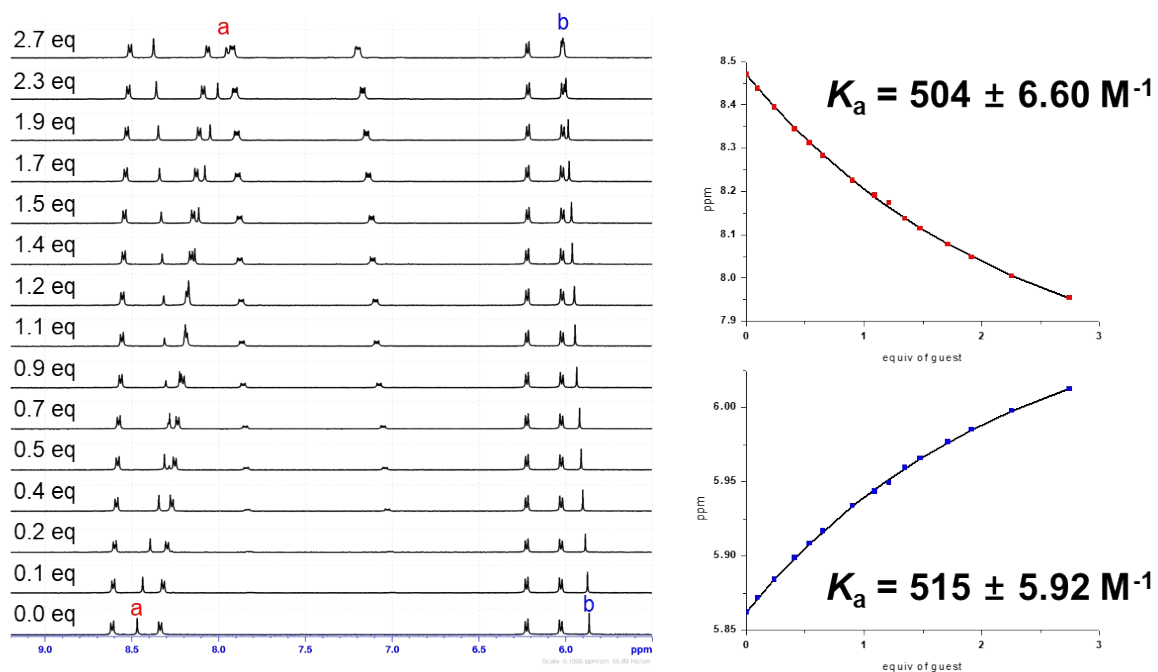 a
b
2.7 eq
2.3 eq
1.9 eq
1.7 eq
1.5 eq
1.4 eq
1.2 eq
1.1 eq
0.9 eq
0.7 eq
0.5 eq
0.4 eq
0.2 eq
0.1 eq
0.0 eq
a
b
9.0 8.5 8.0 7.5 7.0 6.5 6.0 ppm
8.5
8.4
8.3
8.2
8.1
8.0
7.9
ppm
Ka = 504 ± 6.60 M-1
0 1 2 3
equiv of guest
6.00
5.95
5.90
5.85
ppm
Ka = 515 ± 5.92 M-1
0 1 2 3
equiv of guest